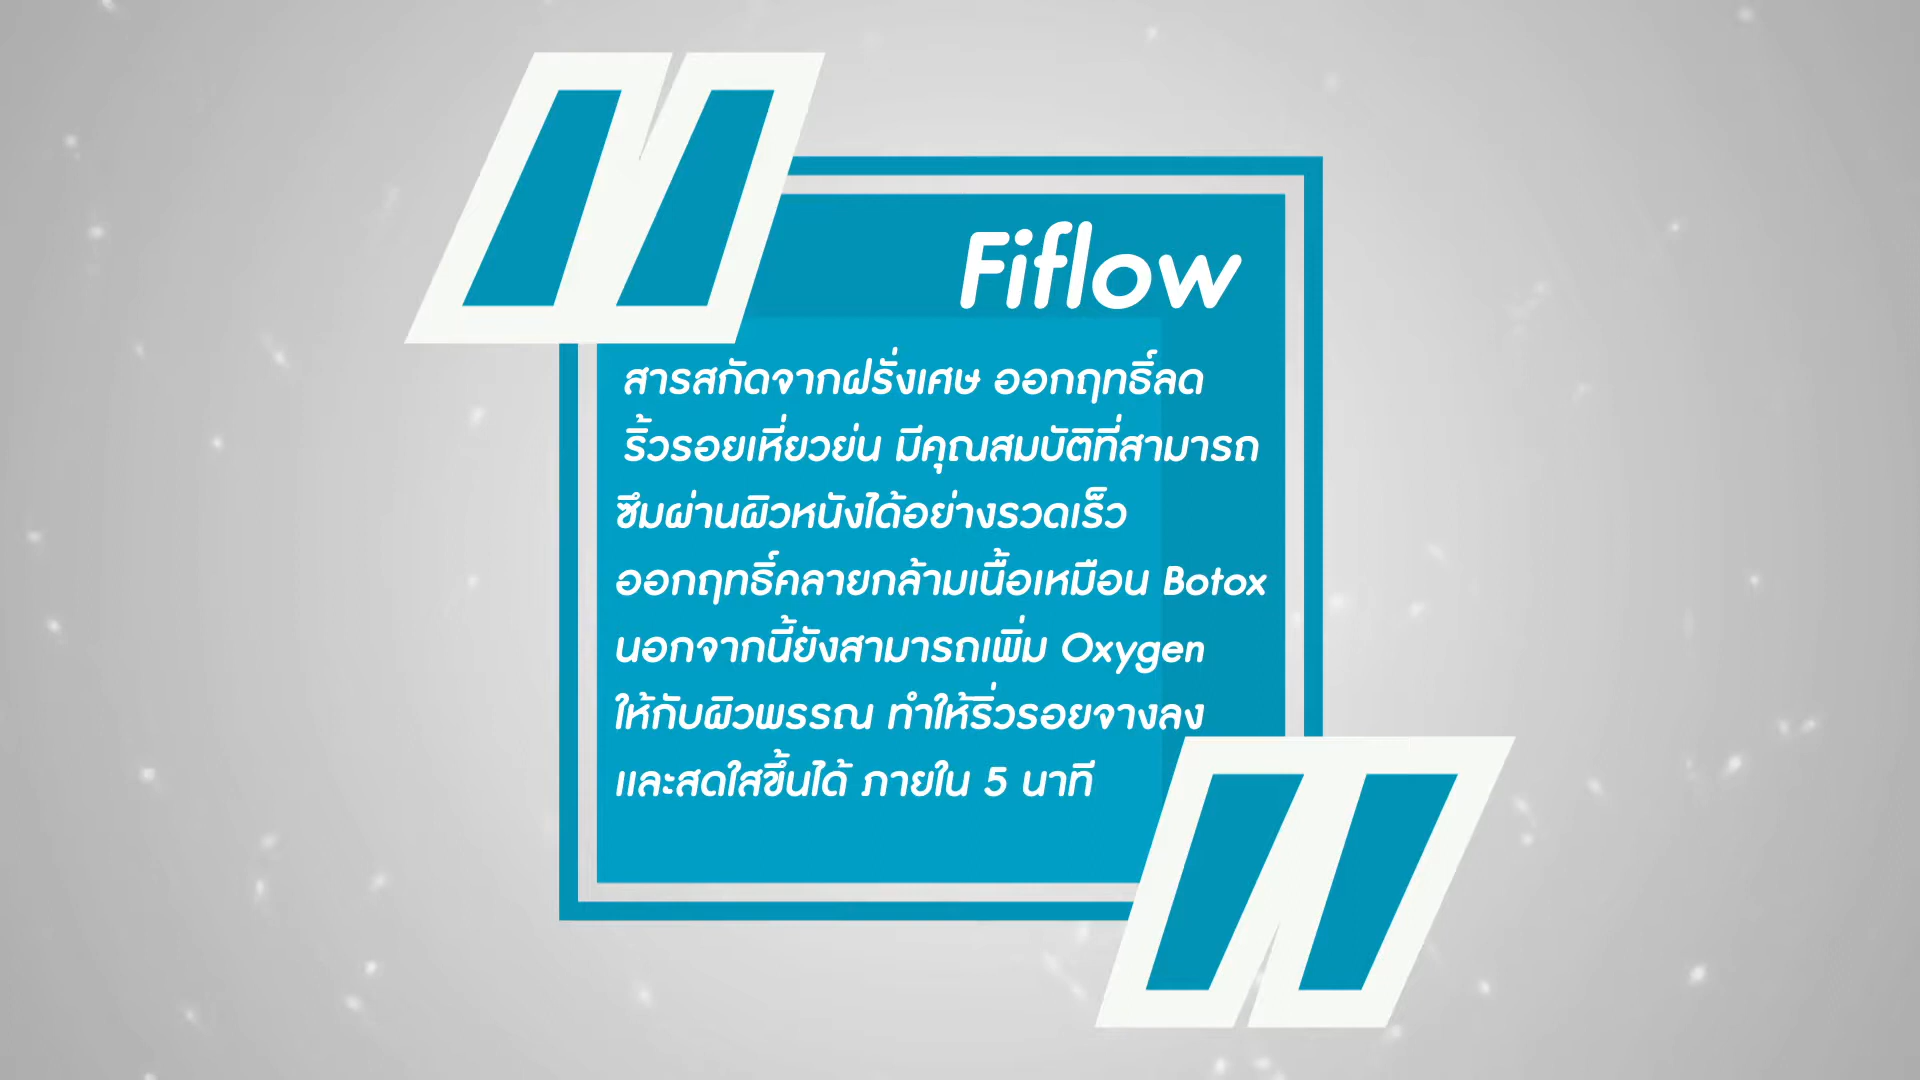 Fiflow
สารสกัดจากฝรั่งเศษ ออกฤทธิ์ลด
ริ้วรอยเหี่ยวย่น มีคุณสมบัติที่สามารถ
ซึมผ่านผิวหนังได้อย่างรวดเร็ว
ออกฤทธิ์คลายกล้ามเนื้อเหมือน Botox
นอกจากนี้ยังสามารถเพิ่ม Oxygen
ให้กับผิวพรรณ ทำให้ริ่วรอยจางลง
และสดใสขึ้นได้ ภายใน 5 นาที